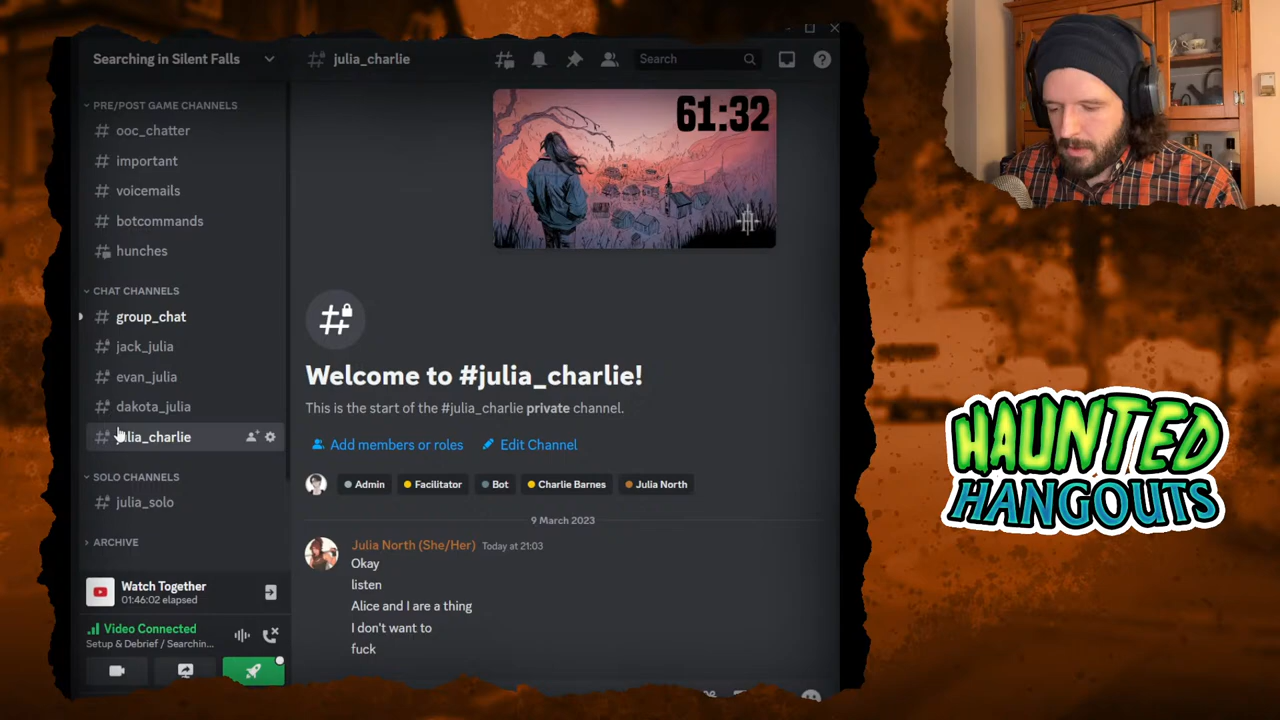 Searching in Silent Falls
julia_charlie
Search
PRE/POST GAME CHANNELS
ooc_chatter
important
voicemails
botcommands
hunches
CHAT CHANNELS
group_chat
jack_julia
evan_julia
dakota_julia
julia_charlie
SOLO CHANNELS
julia_solo
ARCHIVE
Watch Together
01:46:02 elapsed
Video Connected
Setup & Debrief / Searchin...
61:32
Welcome to #julia_charlie!
This is the start of the #julia_charlie private channel.
Add members or roles
Edit Channel
Admin
Facilitator
Bot
Charlie Barnes
Julia North
9 March 2023
Julia North (She/Her) Today at 21:03
Okay
listen
Alice and I are a thing
I don't want to
fuck
HAUNTED
HANGOUTS